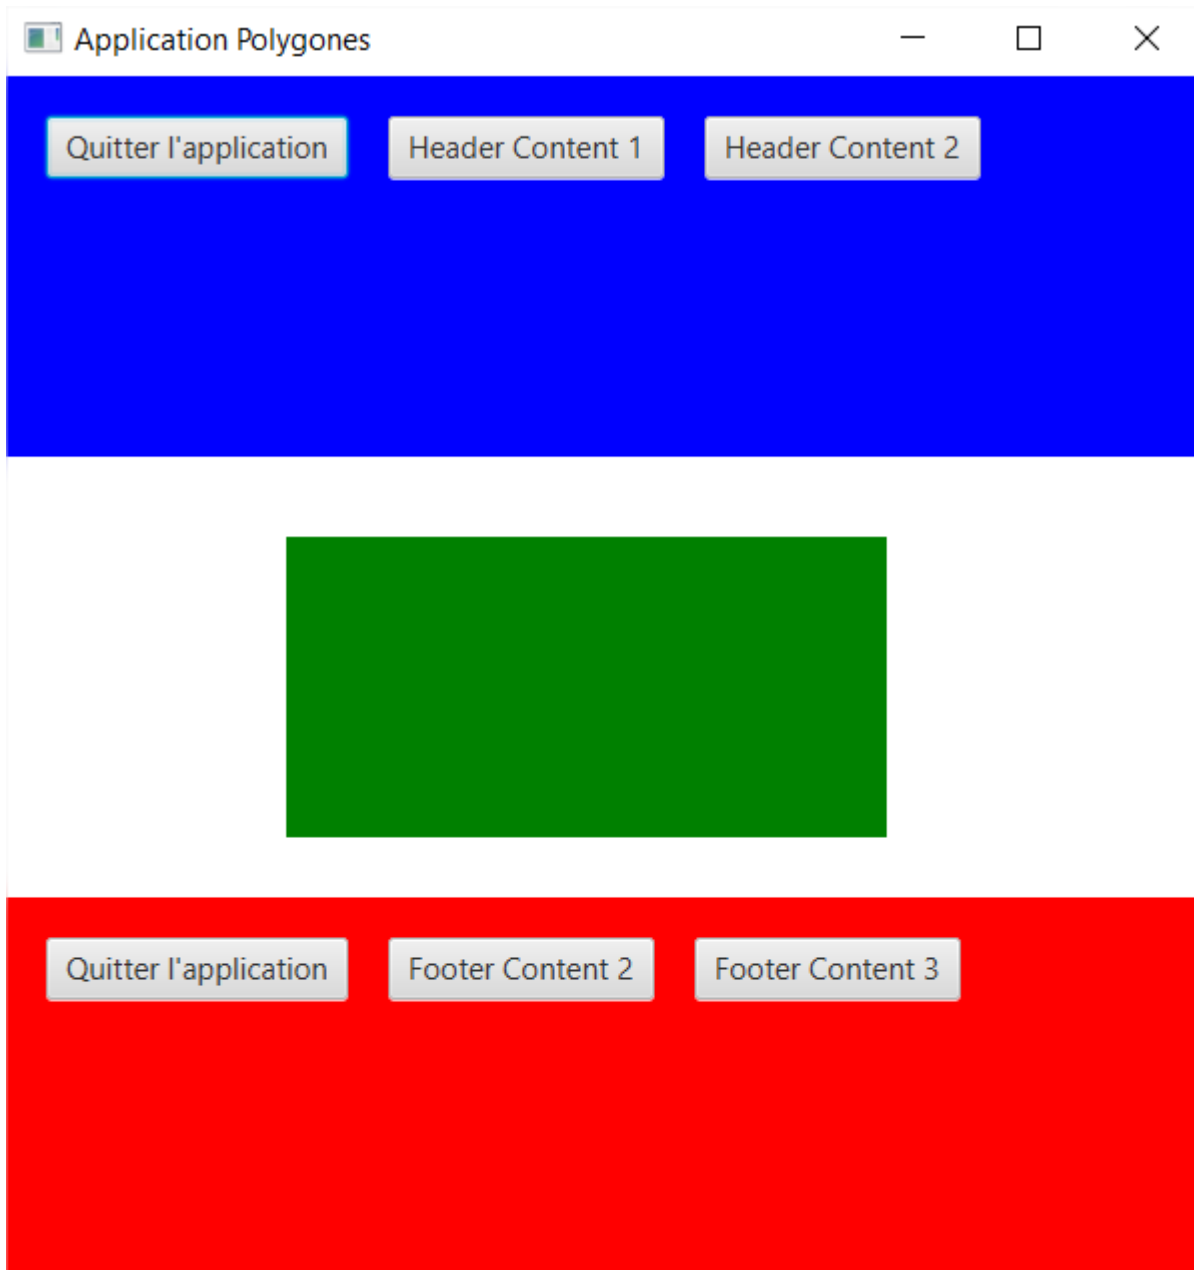 Application Polygones
Quitter l'application Header Content 1 Header Content 2
Quitter l'application Footer Content 2 Footer Content 3